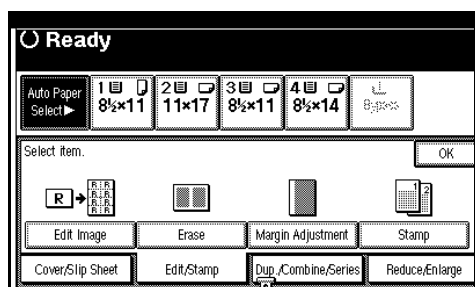 Ready
Auto Paper Select▶
1 8½×11
2 11×17
3 8½×11
4 8½×14
Bypass
Select item.
OK
R R R R R R R R R
1 2
Edit Image
Erase
Margin Adjustment
Stamp
Cover/Slip Sheet
Edit/Stamp
Dup./Combine/Series
Reduce/Enlarge